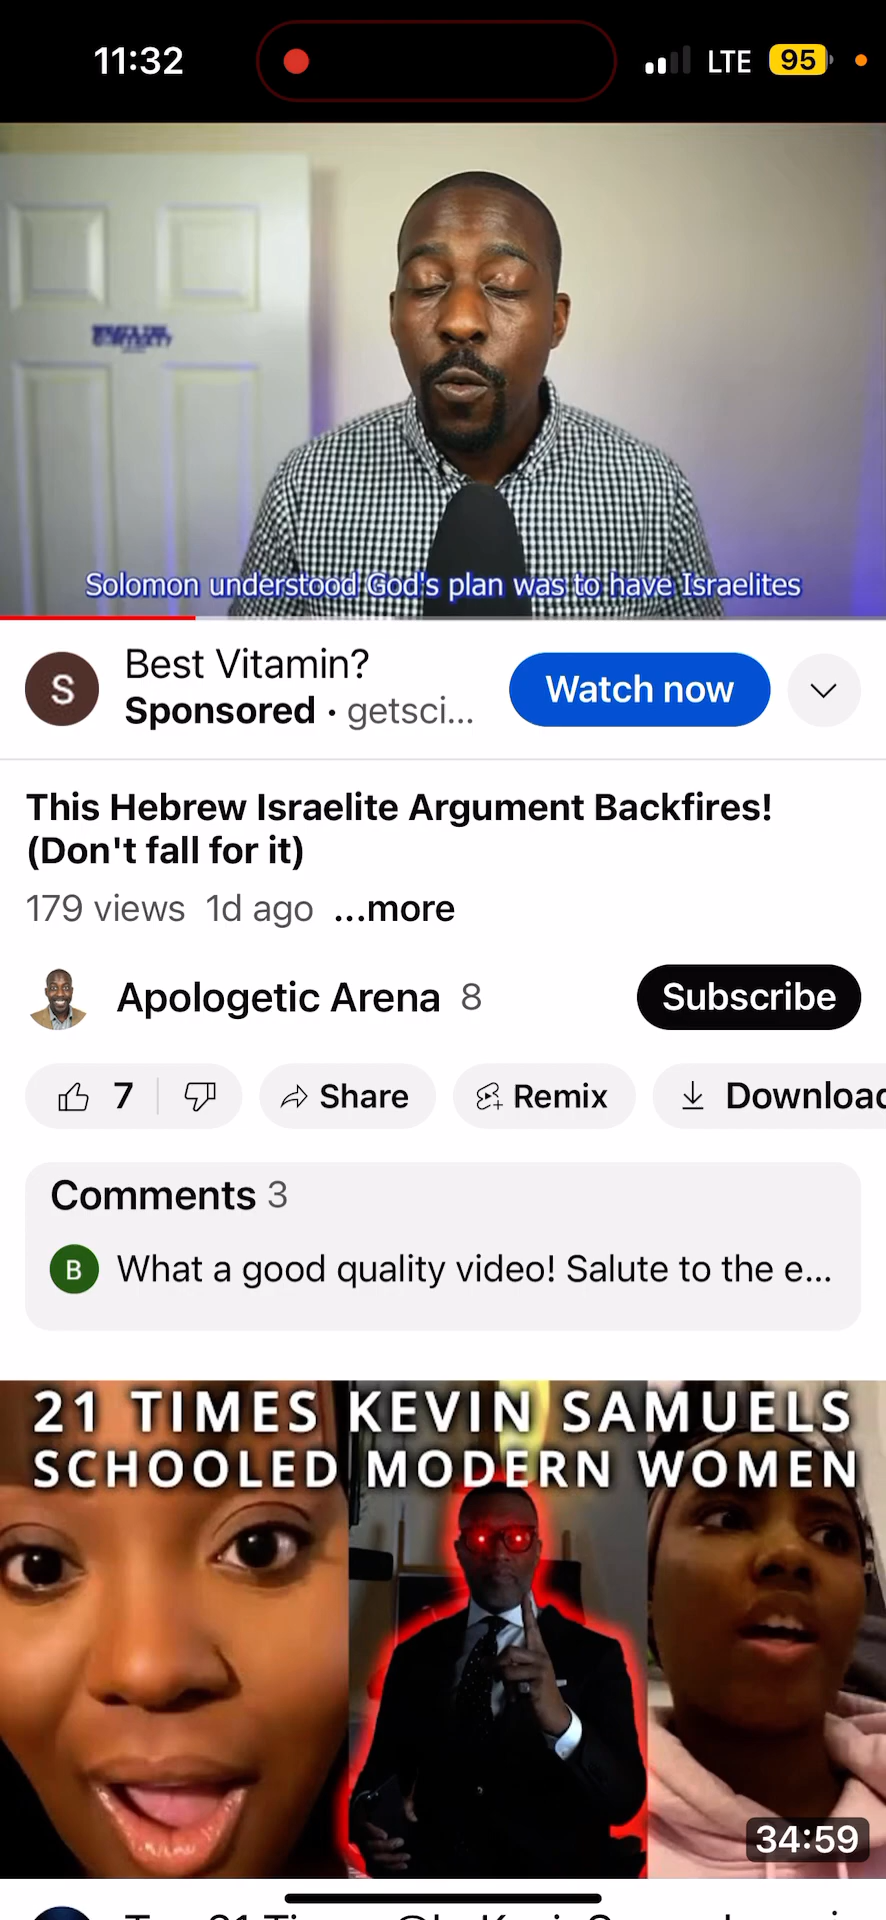 11:32
LTE
95
Solomon understood God's plan was to have Israelites
S
Best Vitamin?
Sponsored · getsci...
Watch now
This Hebrew Israelite Argument Backfires!
(Don't fall for it)
179 views 1d ago ...more
Apologetic Arena 8
Subscribe
7
Share
Remix
Download
Comments 3
B
What a good quality video! Salute to the e...
21 TIMES KEVIN SAMUELS
SCHOOLED MODERN WOMEN
34:59